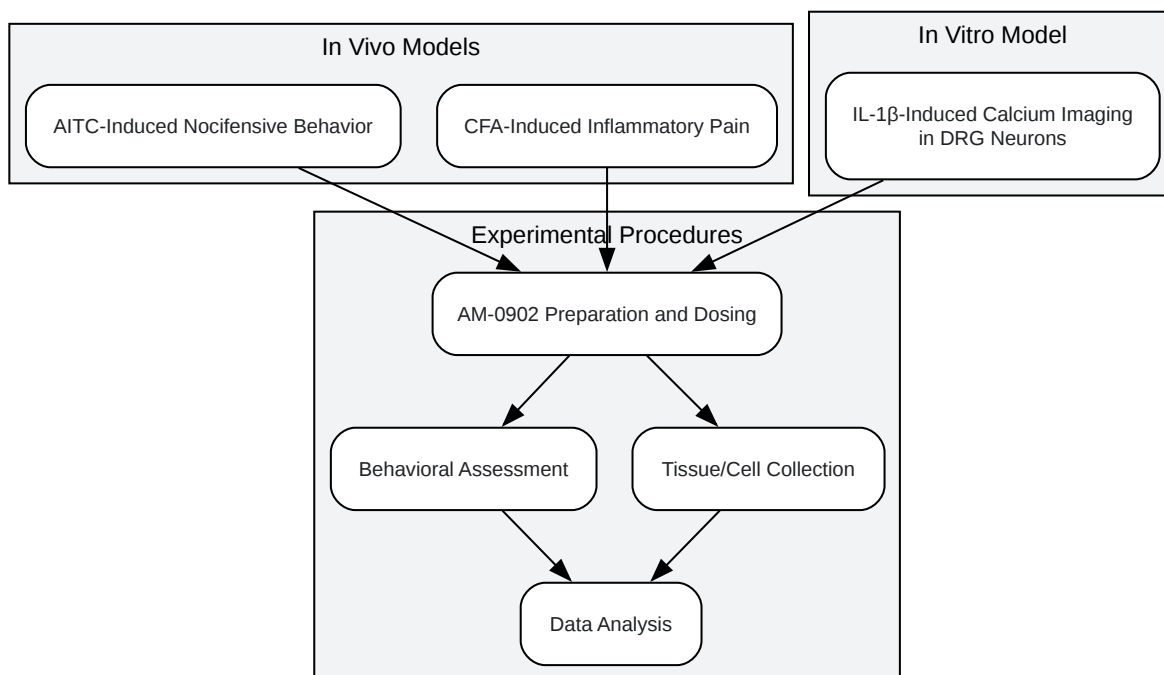 In Vivo Models
In Vitro Model
AITC-Induced Nocifensive Behavior
CFA-Induced Inflammatory Pain
IL-1β-Induced Calcium Imaging
in DRG Neurons
Experimental Procedures
AM-0902 Preparation and Dosing
Behavioral Assessment
Tissue/Cell Collection
Data Analysis